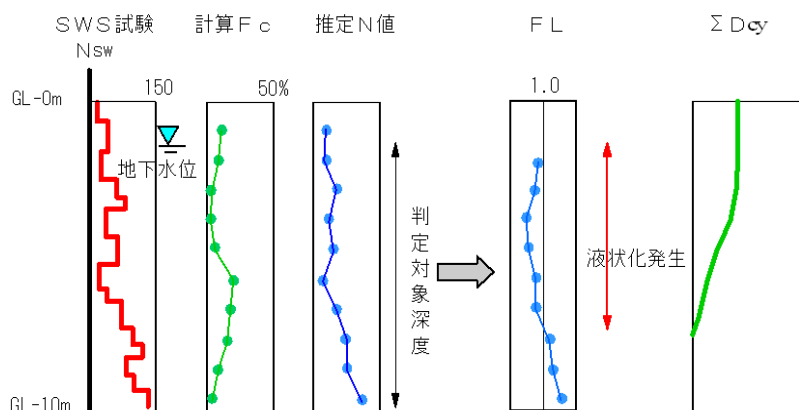 SWS試験 計算Fc 推定N値 FL ΣDcy
Nsw
150 50% 1.0
GL-0m
地下水位
判定対象深度
液状化発生
GL-10m